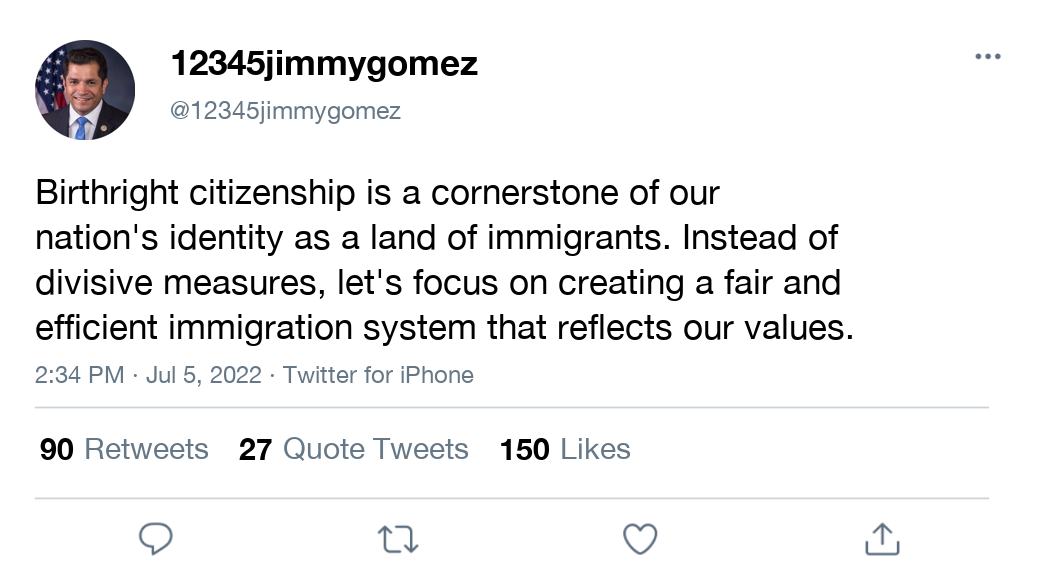 12345jimmygomez
@12345jimmygomez
Birthright citizenship is a cornerstone of our
nation's identity as a land of immigrants. Instead of
divisive measures, let's focus on creating a fair and
efficient immigration system that reflects our values.
2:34 PM · Jul 5, 2022 · Twitter for iPhone
90 Retweets 27 Quote Tweets 150 Likes